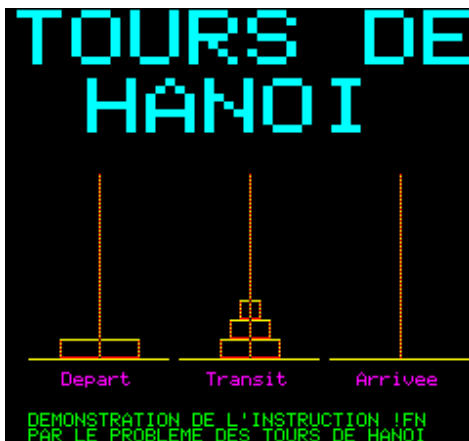 TOURS DE
HANOI
Depart Transit Arrivee
DEMONSTRATION DE L'INSTRUCTION !FN
PAR LE PROBLEME DES TOURS DE HANOI